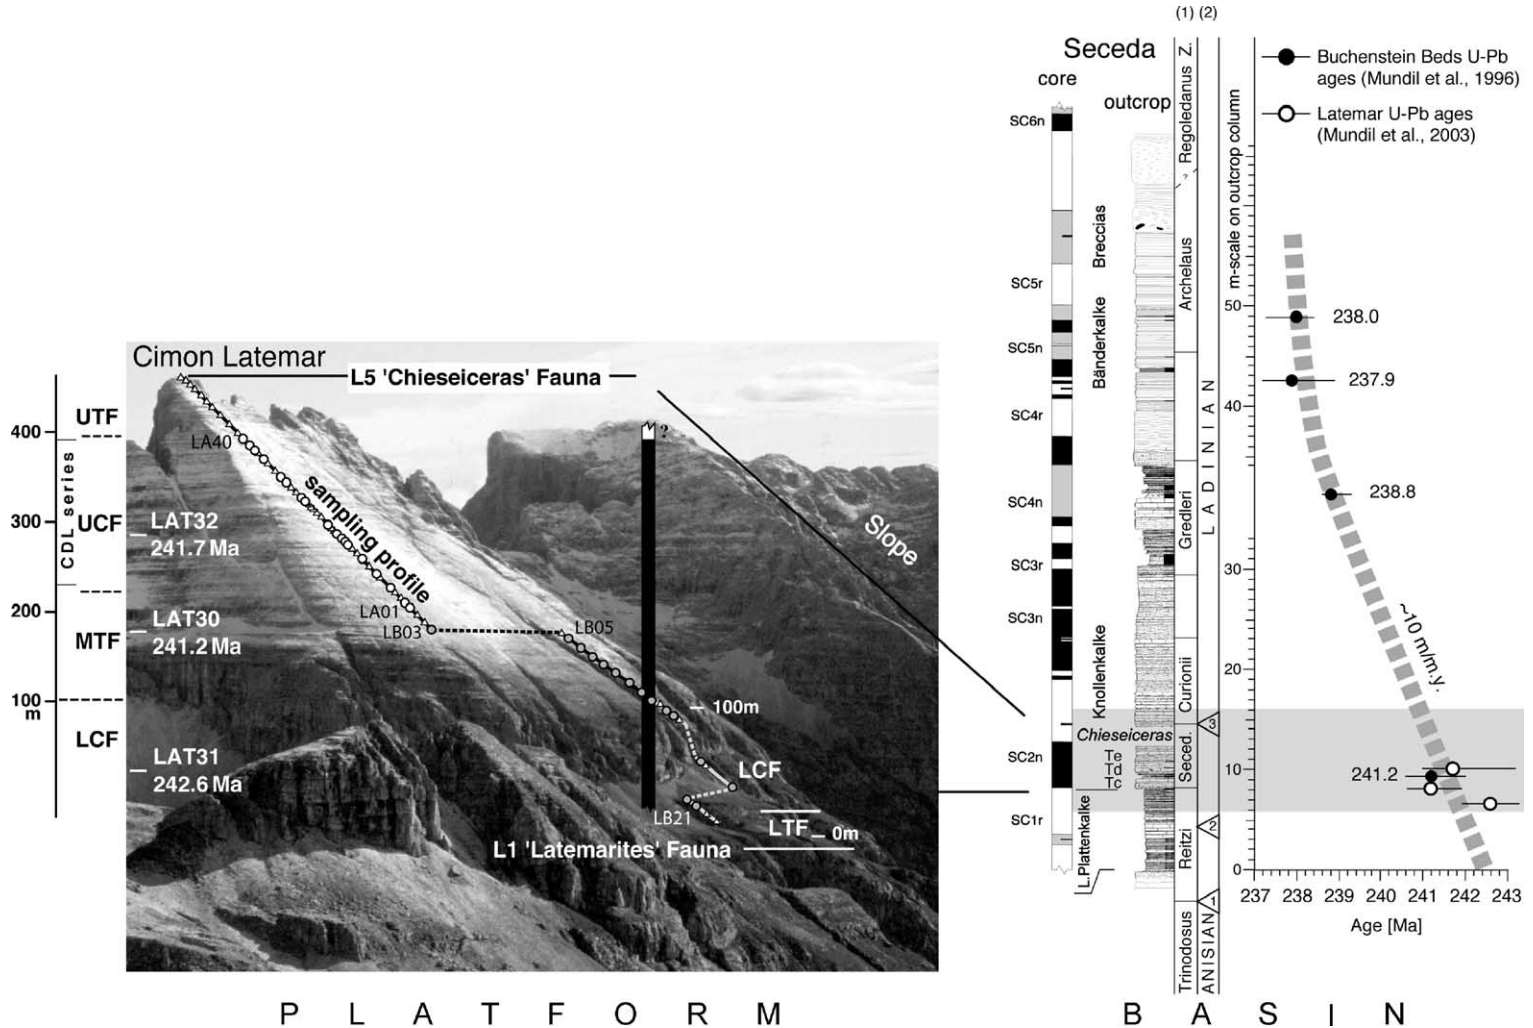 Cimon Latemar
L5 'Chieseiceras' Fauna
400
300
200
100
m
CDL series
UTF
UCF
MTF
LCF
LA40
sampling profile
LAT32
241.7 Ma
LA01
LB03
LB05
LAT30
241.2 Ma
LAT31
242.6 Ma
?
Slope
100m
LCF
LB21
LTF
0m
L1 'Latemarites' Fauna
P L A T F O R M
Seceda
core
outcrop
(1) (2)
SC6n
SC5r
SC5n
SC4r
SC4n
SC3r
SC3n
SC2n
SC1r
Breccias
Bänderkalke
Knollenkalke
L.Plattenkalke
Chieseiceras
Te
Td
Tc
Regoledanus Z.
?
Archelaus
Gredleri
Curionii
Seced.
Reitzi
Trinodosus
LADINIAN
ANISIAN
3
2
1
m-scale on outcrop column
50
40
30
20
10
0
Buchenstein Beds U-Pb
ages (Mundil et al., 1996)
Latemar U-Pb ages
(Mundil et al., 2003)
238.0
237.9
238.8
~10 m/m.y.
241.2
237 238 239 240 241 242 243
Age [Ma]
B A S I N